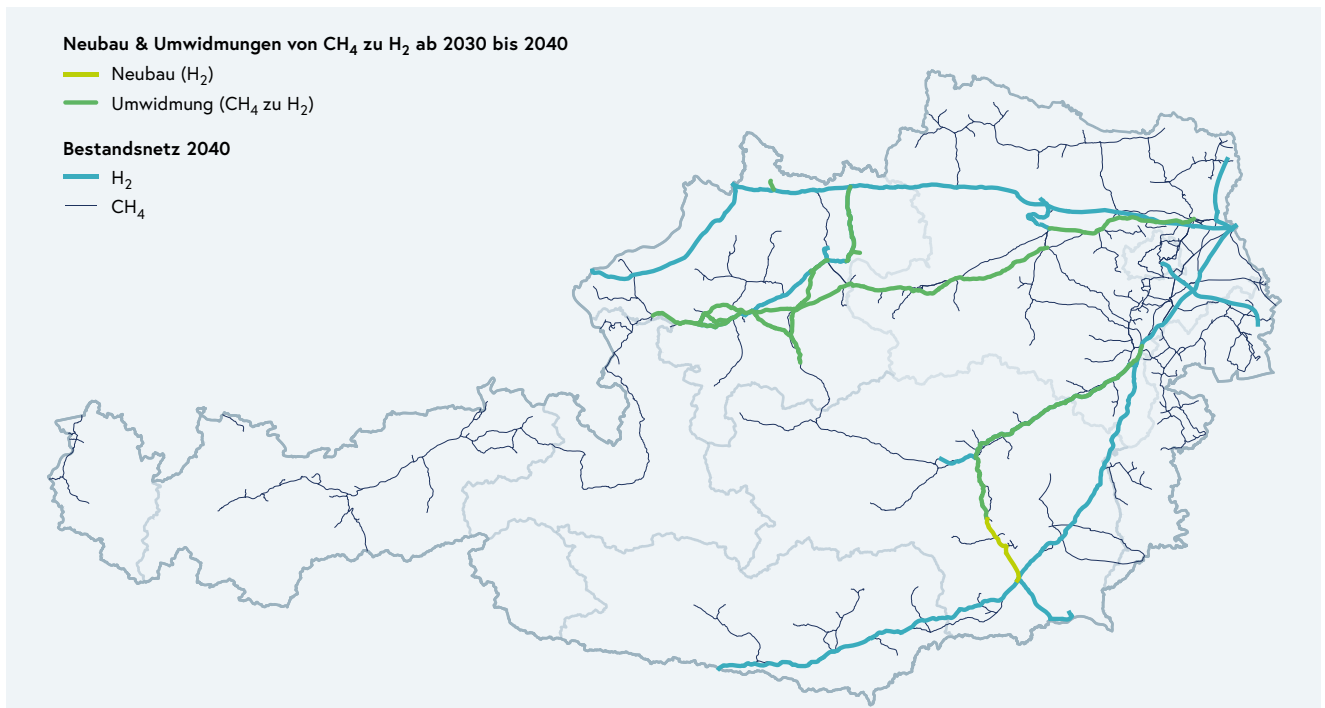 Neubau & Umwidmungen von CH₄ zu H₂ ab 2030 bis 2040
Neubau (H₂)
Umwidmung (CH₄ zu H₂)
Bestandsnetz 2040
H₂
CH₄